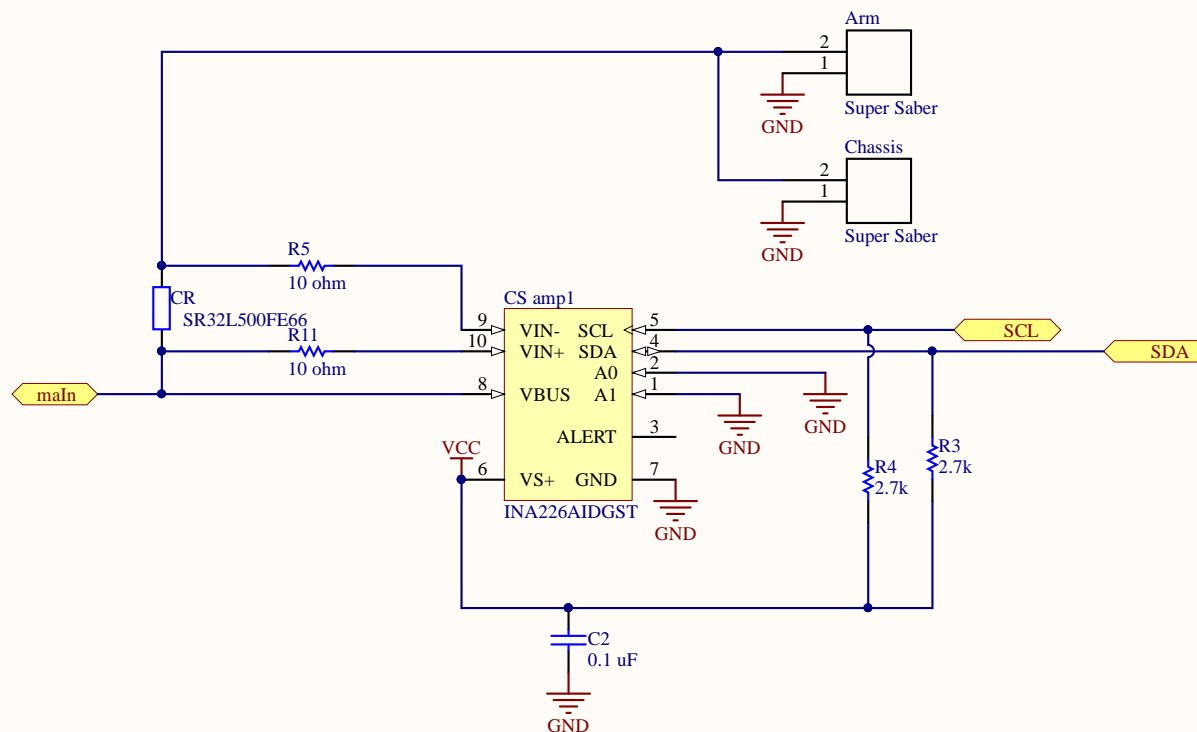 Arm
2
1
GND
Super Saber
Chassis
2
1
GND
Super Saber
R5
10 ohm
CR
SR32L500FE66
R11
10 ohm
maIn
CS amp1
9 VIN- SCL 5
10 VIN+ SDA 4
A0 2
8 VBUS A1 1
ALERT 3
VCC
6 VS+ GND 7
INA226AIDGST
GND
GND
GND
SCL
SDA
R4
2.7k
R3
2.7k
C2
0.1 uF
GND